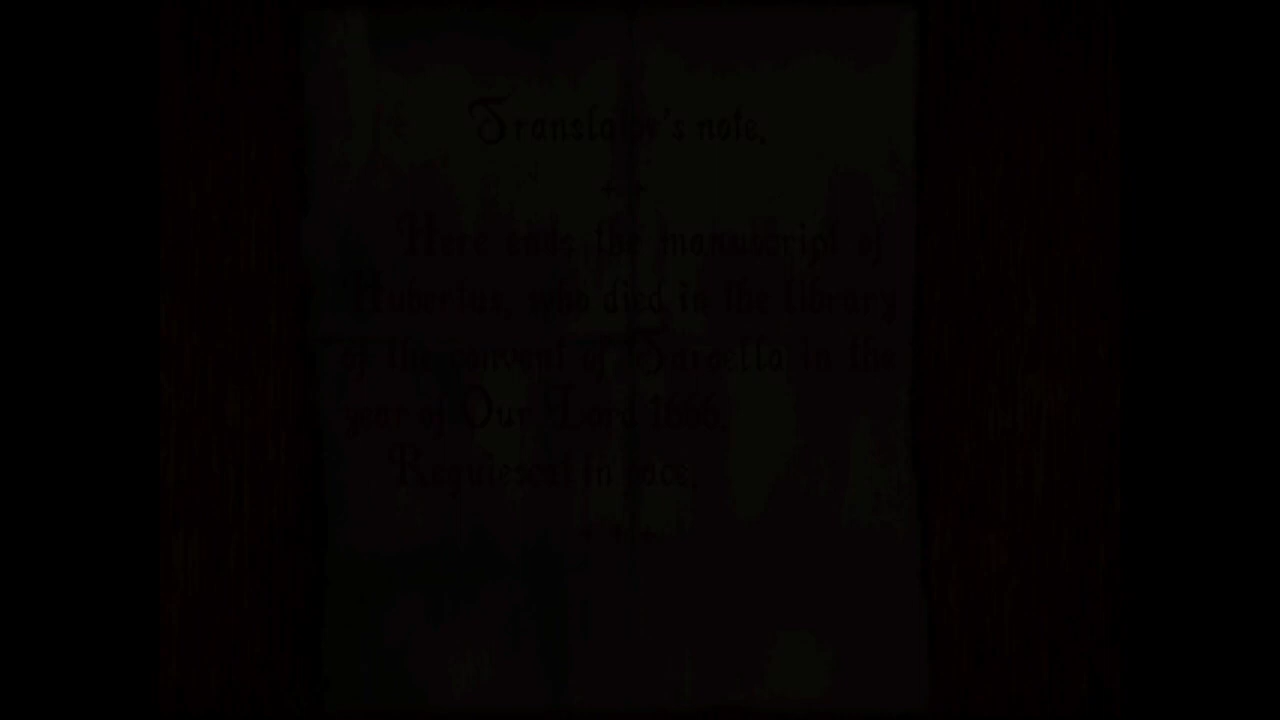 Translator's note.
Here ends the manuscript of
Hubertus, who died in the library
of the convent of Barcella in the
year of Our Lord 1666.
Requiescat in pace.